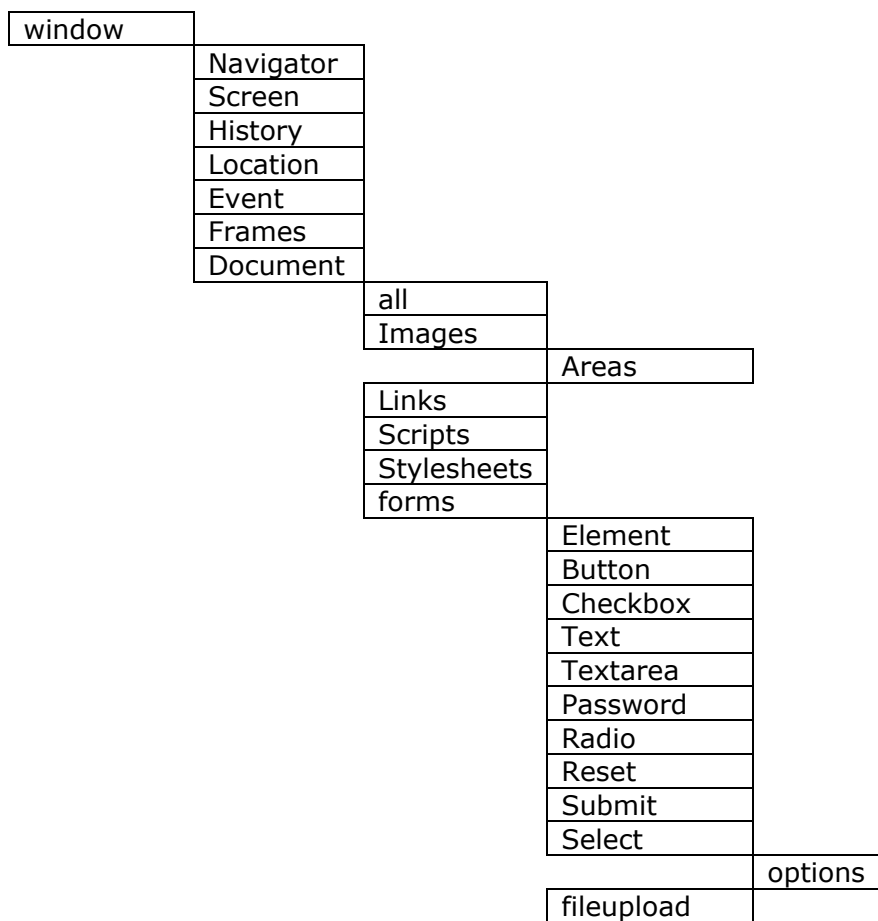 window
Navigator
Screen
History
Location
Event
Frames
Document
all
Images
Areas
Links
Scripts
Stylesheets
forms
Element
Button
Checkbox
Text
Textarea
Password
Radio
Reset
Submit
Select
options
fileupload